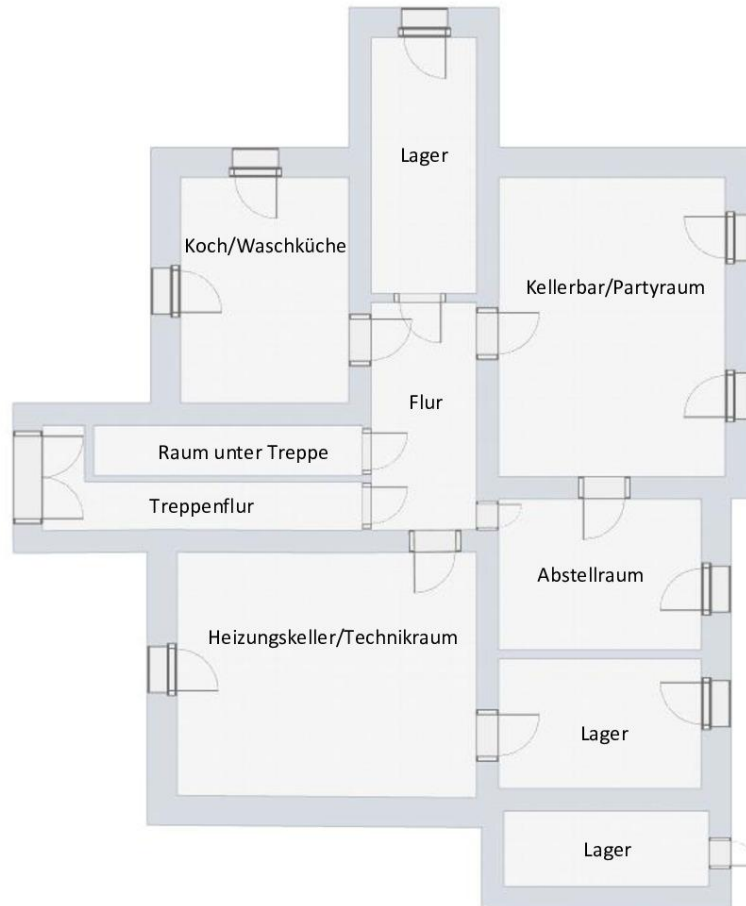 Lager
Koch/Waschküche
Kellerbar/Partyraum
Flur
Raum unter Treppe
Treppenflur
Abstellraum
Heizungskeller/Technikraum
Lager
Lager